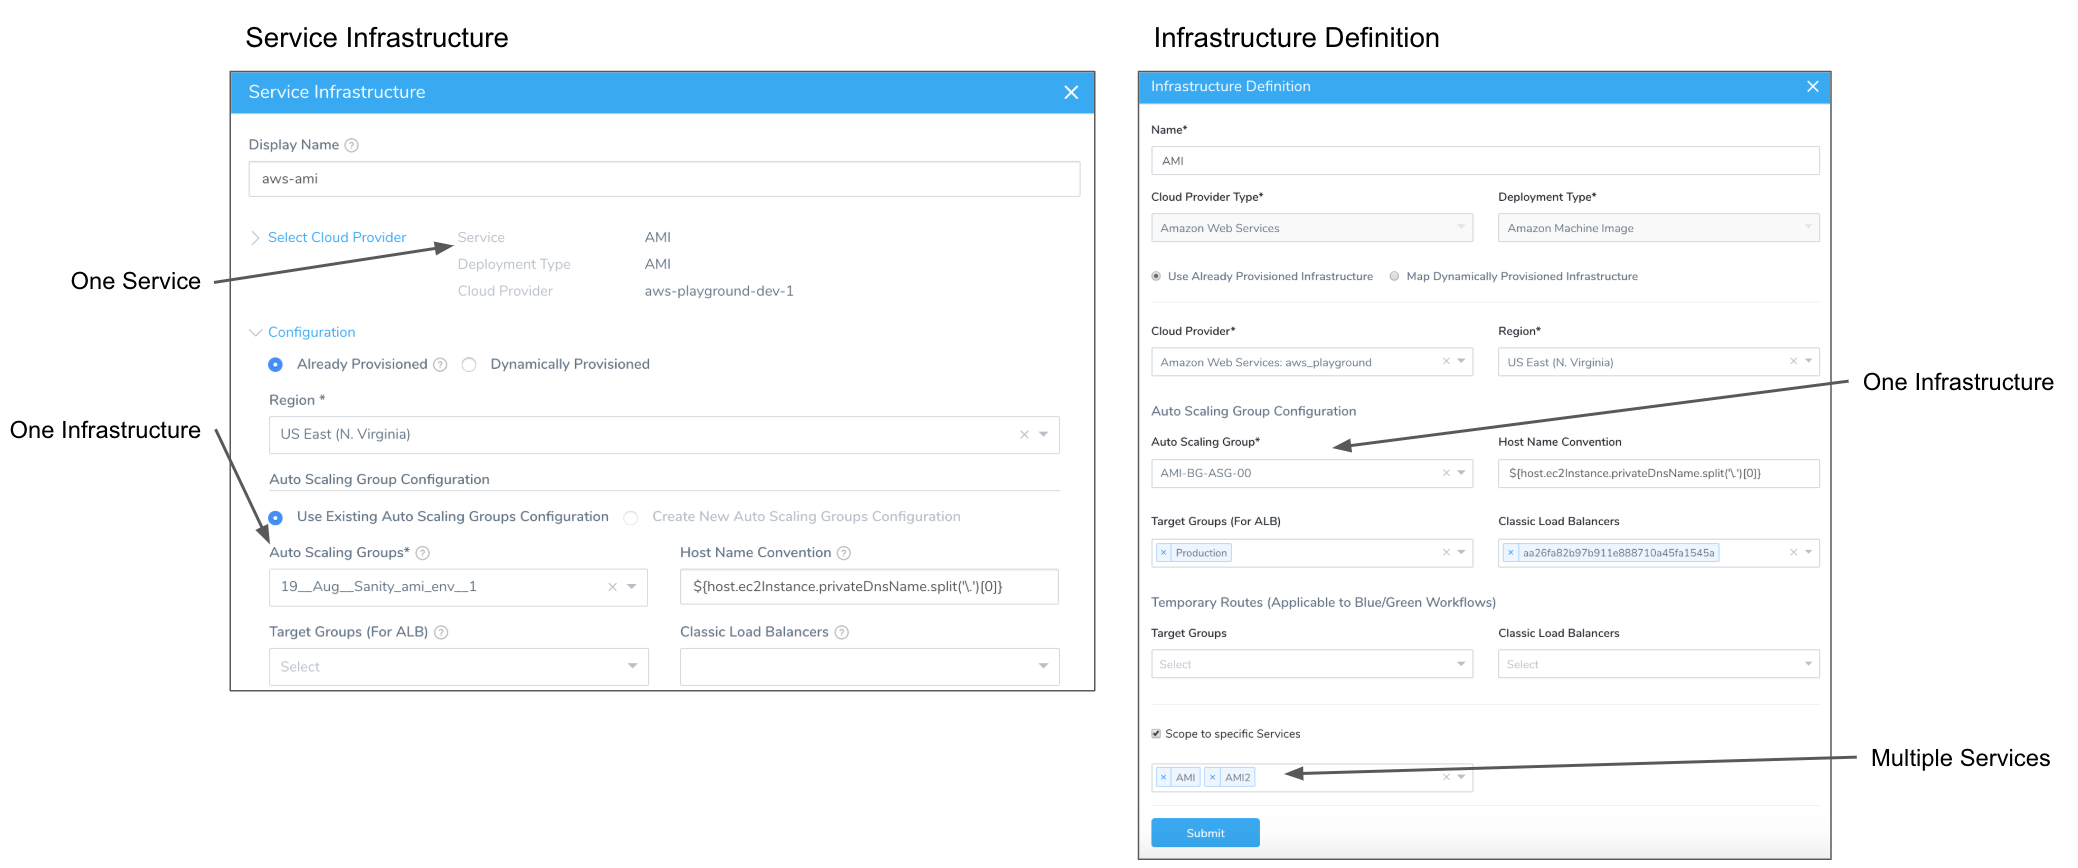 Service Infrastructure
Service Infrastructure
Display Name ?
aws-ami
Select Cloud Provider
Service AMI
Deployment Type AMI
Cloud Provider aws-playground-dev-1
One Service
Configuration
Already Provisioned ? Dynamically Provisioned
Region *
One Infrastructure
US East (N. Virginia)
Auto Scaling Group Configuration
Use Existing Auto Scaling Groups Configuration Create New Auto Scaling Groups Configuration
Auto Scaling Groups* ? Host Name Convention ?
19__Aug__Sanity_ami_env__1 ${host.ec2Instance.privateDnsName.split('\.')[0]}
Target Groups (For ALB) ? Classic Load Balancers ?
Select
Infrastructure Definition
Infrastructure Definition
Name*
AMI
Cloud Provider Type* Deployment Type*
Amazon Web Services Amazon Machine Image
Use Already Provisioned Infrastructure Map Dynamically Provisioned Infrastructure
Cloud Provider* Region*
Amazon Web Services: aws_playground US East (N. Virginia)
One Infrastructure
Auto Scaling Group Configuration
Auto Scaling Group* Host Name Convention
AMI-BG-ASG-00 ${host.ec2Instance.privateDnsName.split('\.')[0]}
Target Groups (For ALB) Classic Load Balancers
Production aa26fa82b97b911e888710a45fa1545a
Temporary Routes (Applicable to Blue/Green Workflows)
Target Groups Classic Load Balancers
Select Select
Scope to specific Services
Multiple Services
AMI AMI2
Submit